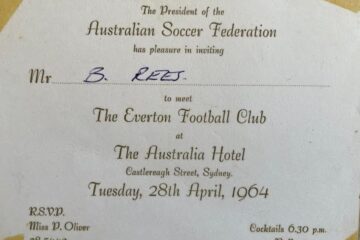 The President of the
Australian Soccer Federation
has pleasure in inviting
Mr B. REES.
to meet
The Everton Football Club
at
The Australia Hotel
Castlereagh Street, Sydney.
Tuesday, 28th April, 1964
R.S.V.P.
Miss P. Oliver
Cocktails 6.30 p.m.